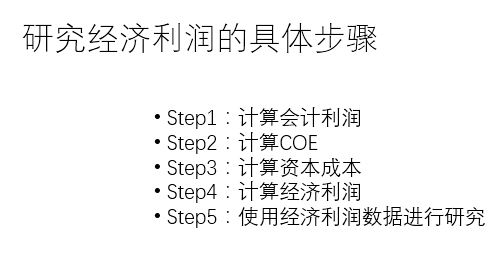 研究经济利润的具体步骤
• Step1：计算会计利润
• Step2：计算COE
• Step3：计算资本成本
• Step4：计算经济利润
• Step5：使用经济利润数据进行研究